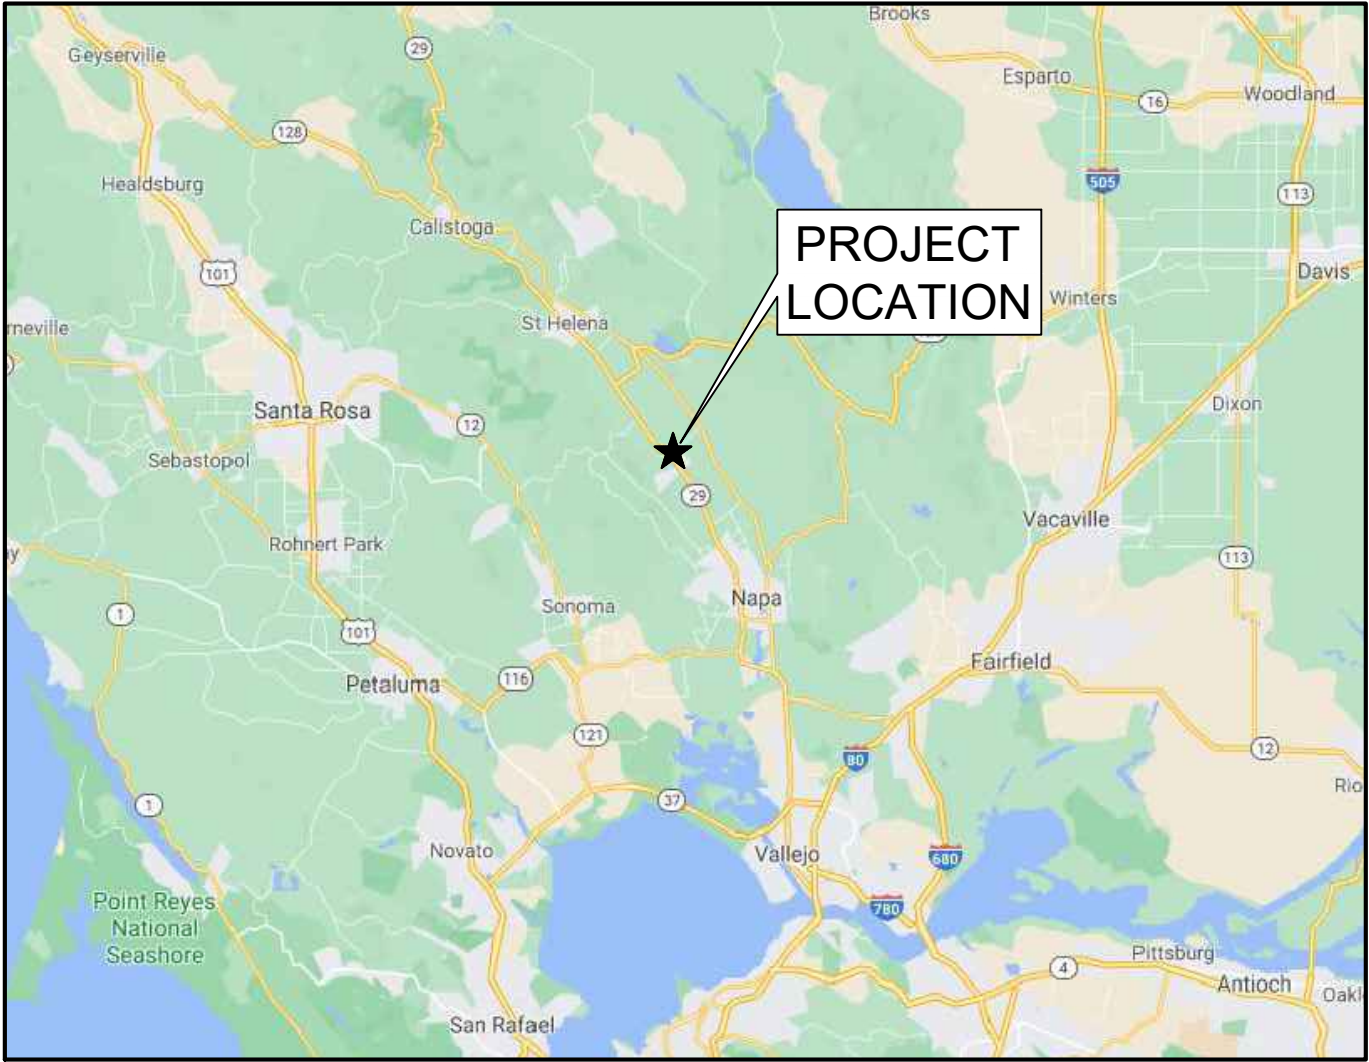 Brooks
Geyserville
29
Esparto
16
Woodland
128
Healdsburg
505
113
Calistoga
101
PROJECT
LOCATION
Davis
Winters
St Helena
rneville
Santa Rosa
12
Dixon
Sebastopol
29
Vacaville
Rohnert Park
113
1
Sonoma
Napa
101
Fairfield
Petaluma
116
121
12
80
Rio
1
37
Novato
Vallejo
680
Point Reyes
National
Seashore
780
Pittsburg
4
Antioch
Oakl
San Rafael